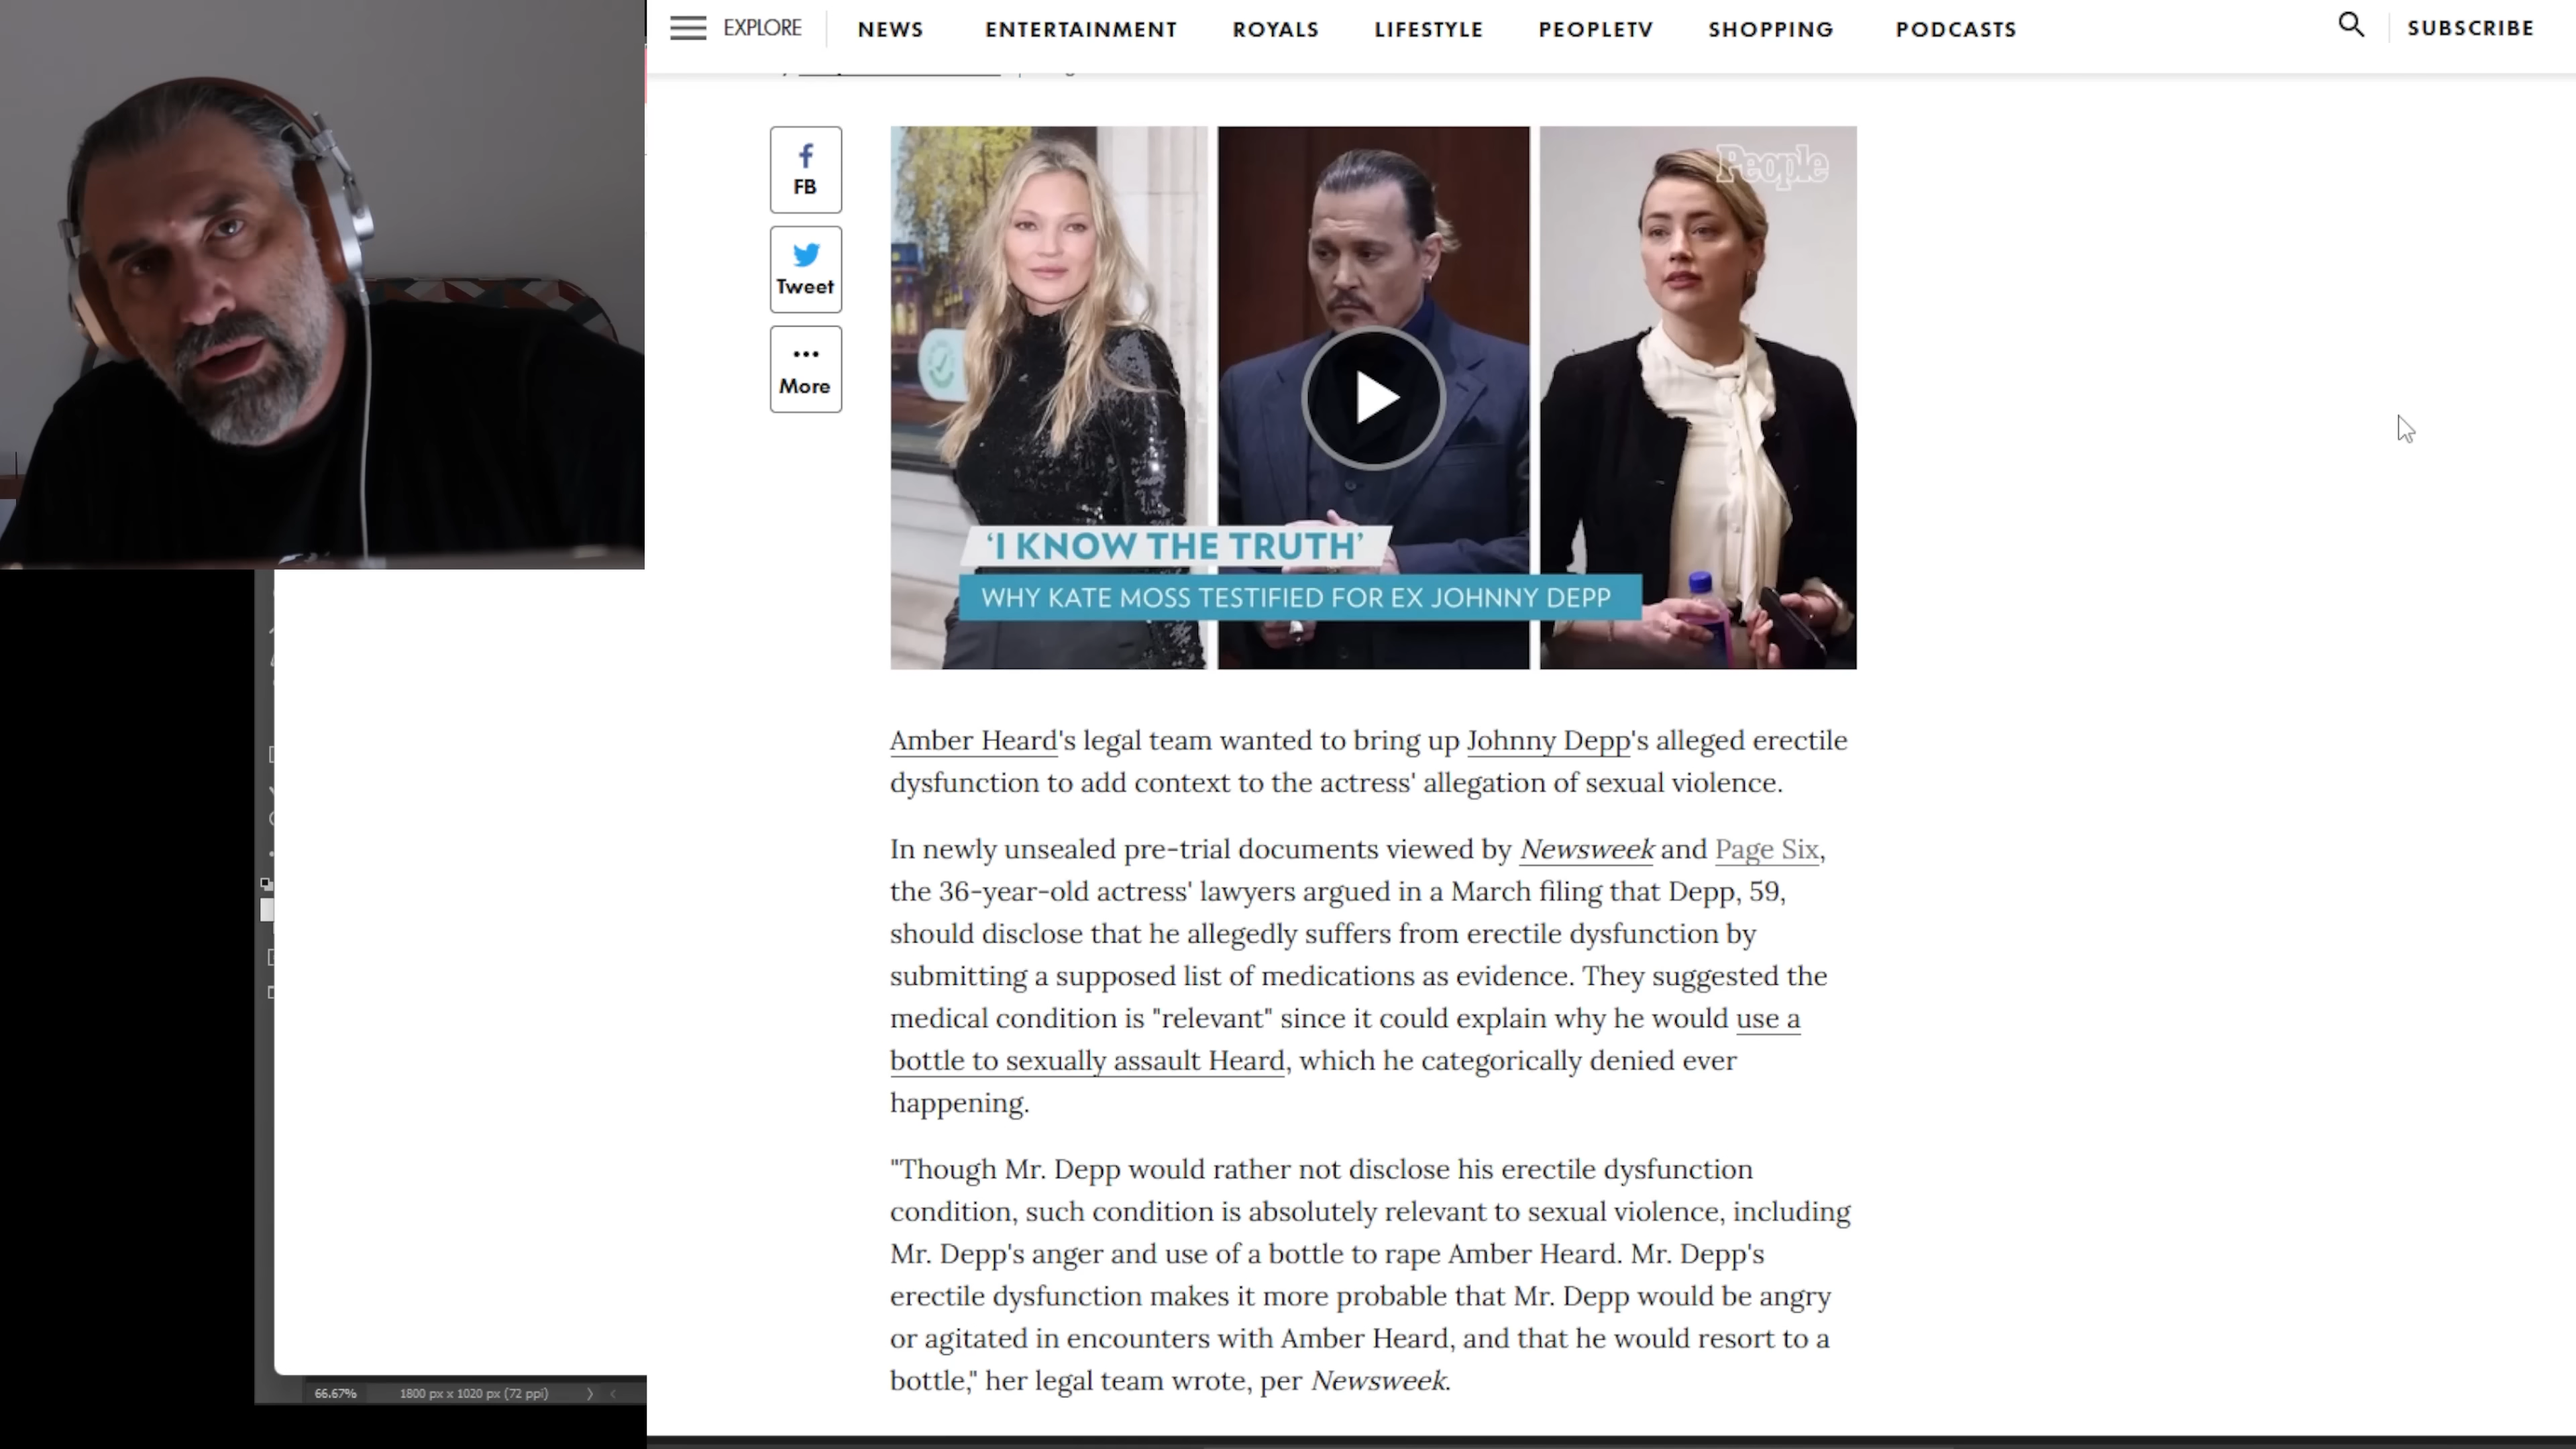 EXPLORE NEWS ENTERTAINMENT ROYALS LIFESTYLE PEOPLETV SHOPPING PODCASTS SUBSCRIBE
FB
Tweet
More
People
'I KNOW THE TRUTH'
WHY KATE MOSS TESTIFIED FOR EX JOHNNY DEPP
Amber Heard's legal team wanted to bring up Johnny Depp's alleged erectile
dysfunction to add context to the actress' allegation of sexual violence.
In newly unsealed pre-trial documents viewed by Newsweek and Page Six,
the 36-year-old actress' lawyers argued in a March filing that Depp, 59,
should disclose that he allegedly suffers from erectile dysfunction by
submitting a supposed list of medications as evidence. They suggested the
medical condition is "relevant" since it could explain why he would use a
bottle to sexually assault Heard, which he categorically denied ever
happening.
"Though Mr. Depp would rather not disclose his erectile dysfunction
condition, such condition is absolutely relevant to sexual violence, including
Mr. Depp's anger and use of a bottle to rape Amber Heard. Mr. Depp's
erectile dysfunction makes it more probable that Mr. Depp would be angry
or agitated in encounters with Amber Heard, and that he would resort to a
bottle," her legal team wrote, per Newsweek.
66.67% 1800 px x 1020 px (72 ppi)